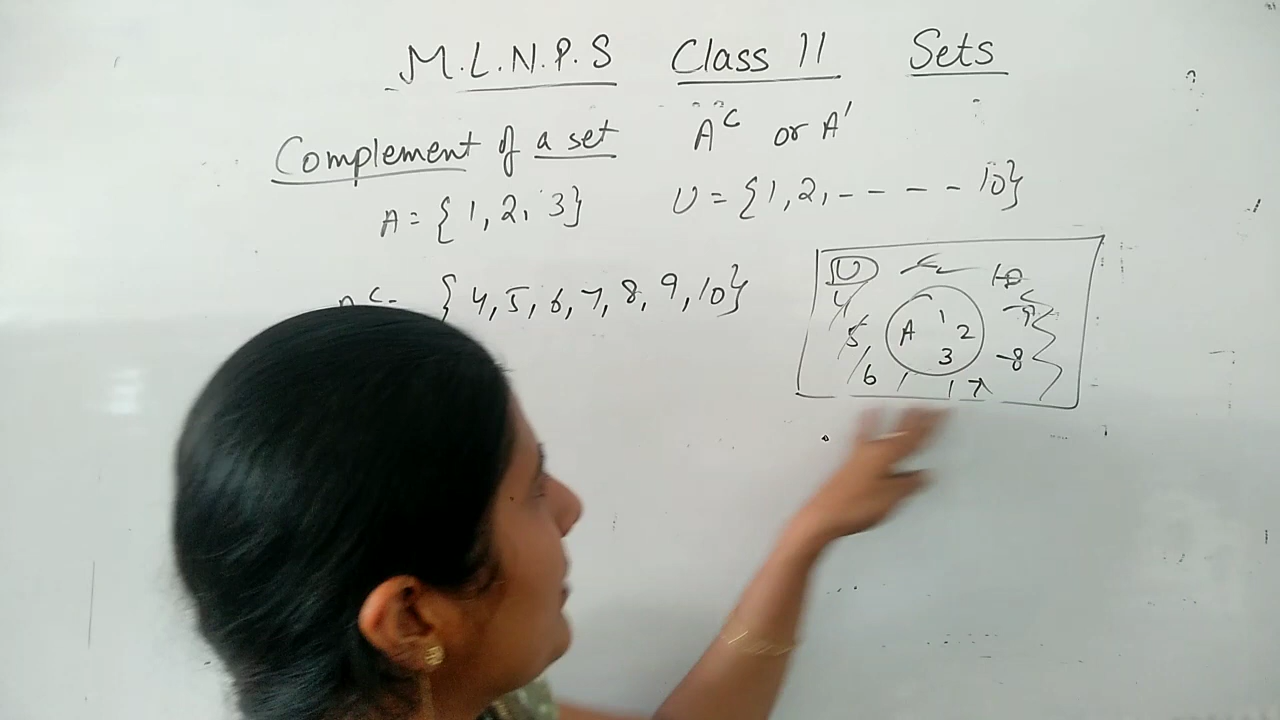 M.L.N.P.S Class 11 Sets
Complement of a set A^C or A'
A = { 1, 2, 3} U = {1, 2, - - - - - 10}
A^C = { 4, 5, 6, 7, 8, 9, 10}
U
10
4
9
A 1
2
3
5,
8
6
7